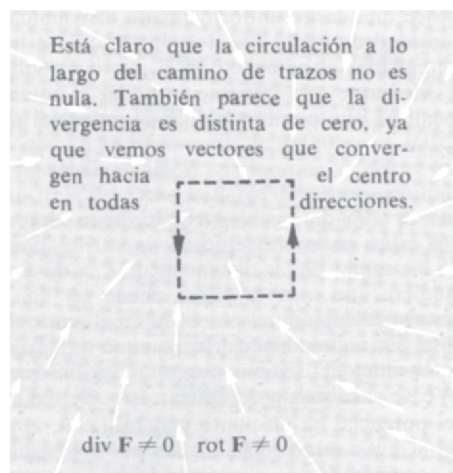 Está claro que la circulación a lo
largo del camino de trazos no es
nula. También parece que la di-
vergencia es distinta de cero, ya
que vemos vectores que conver-
gen hacia el centro
en todas direcciones.
div F ≠ 0 rot F ≠ 0